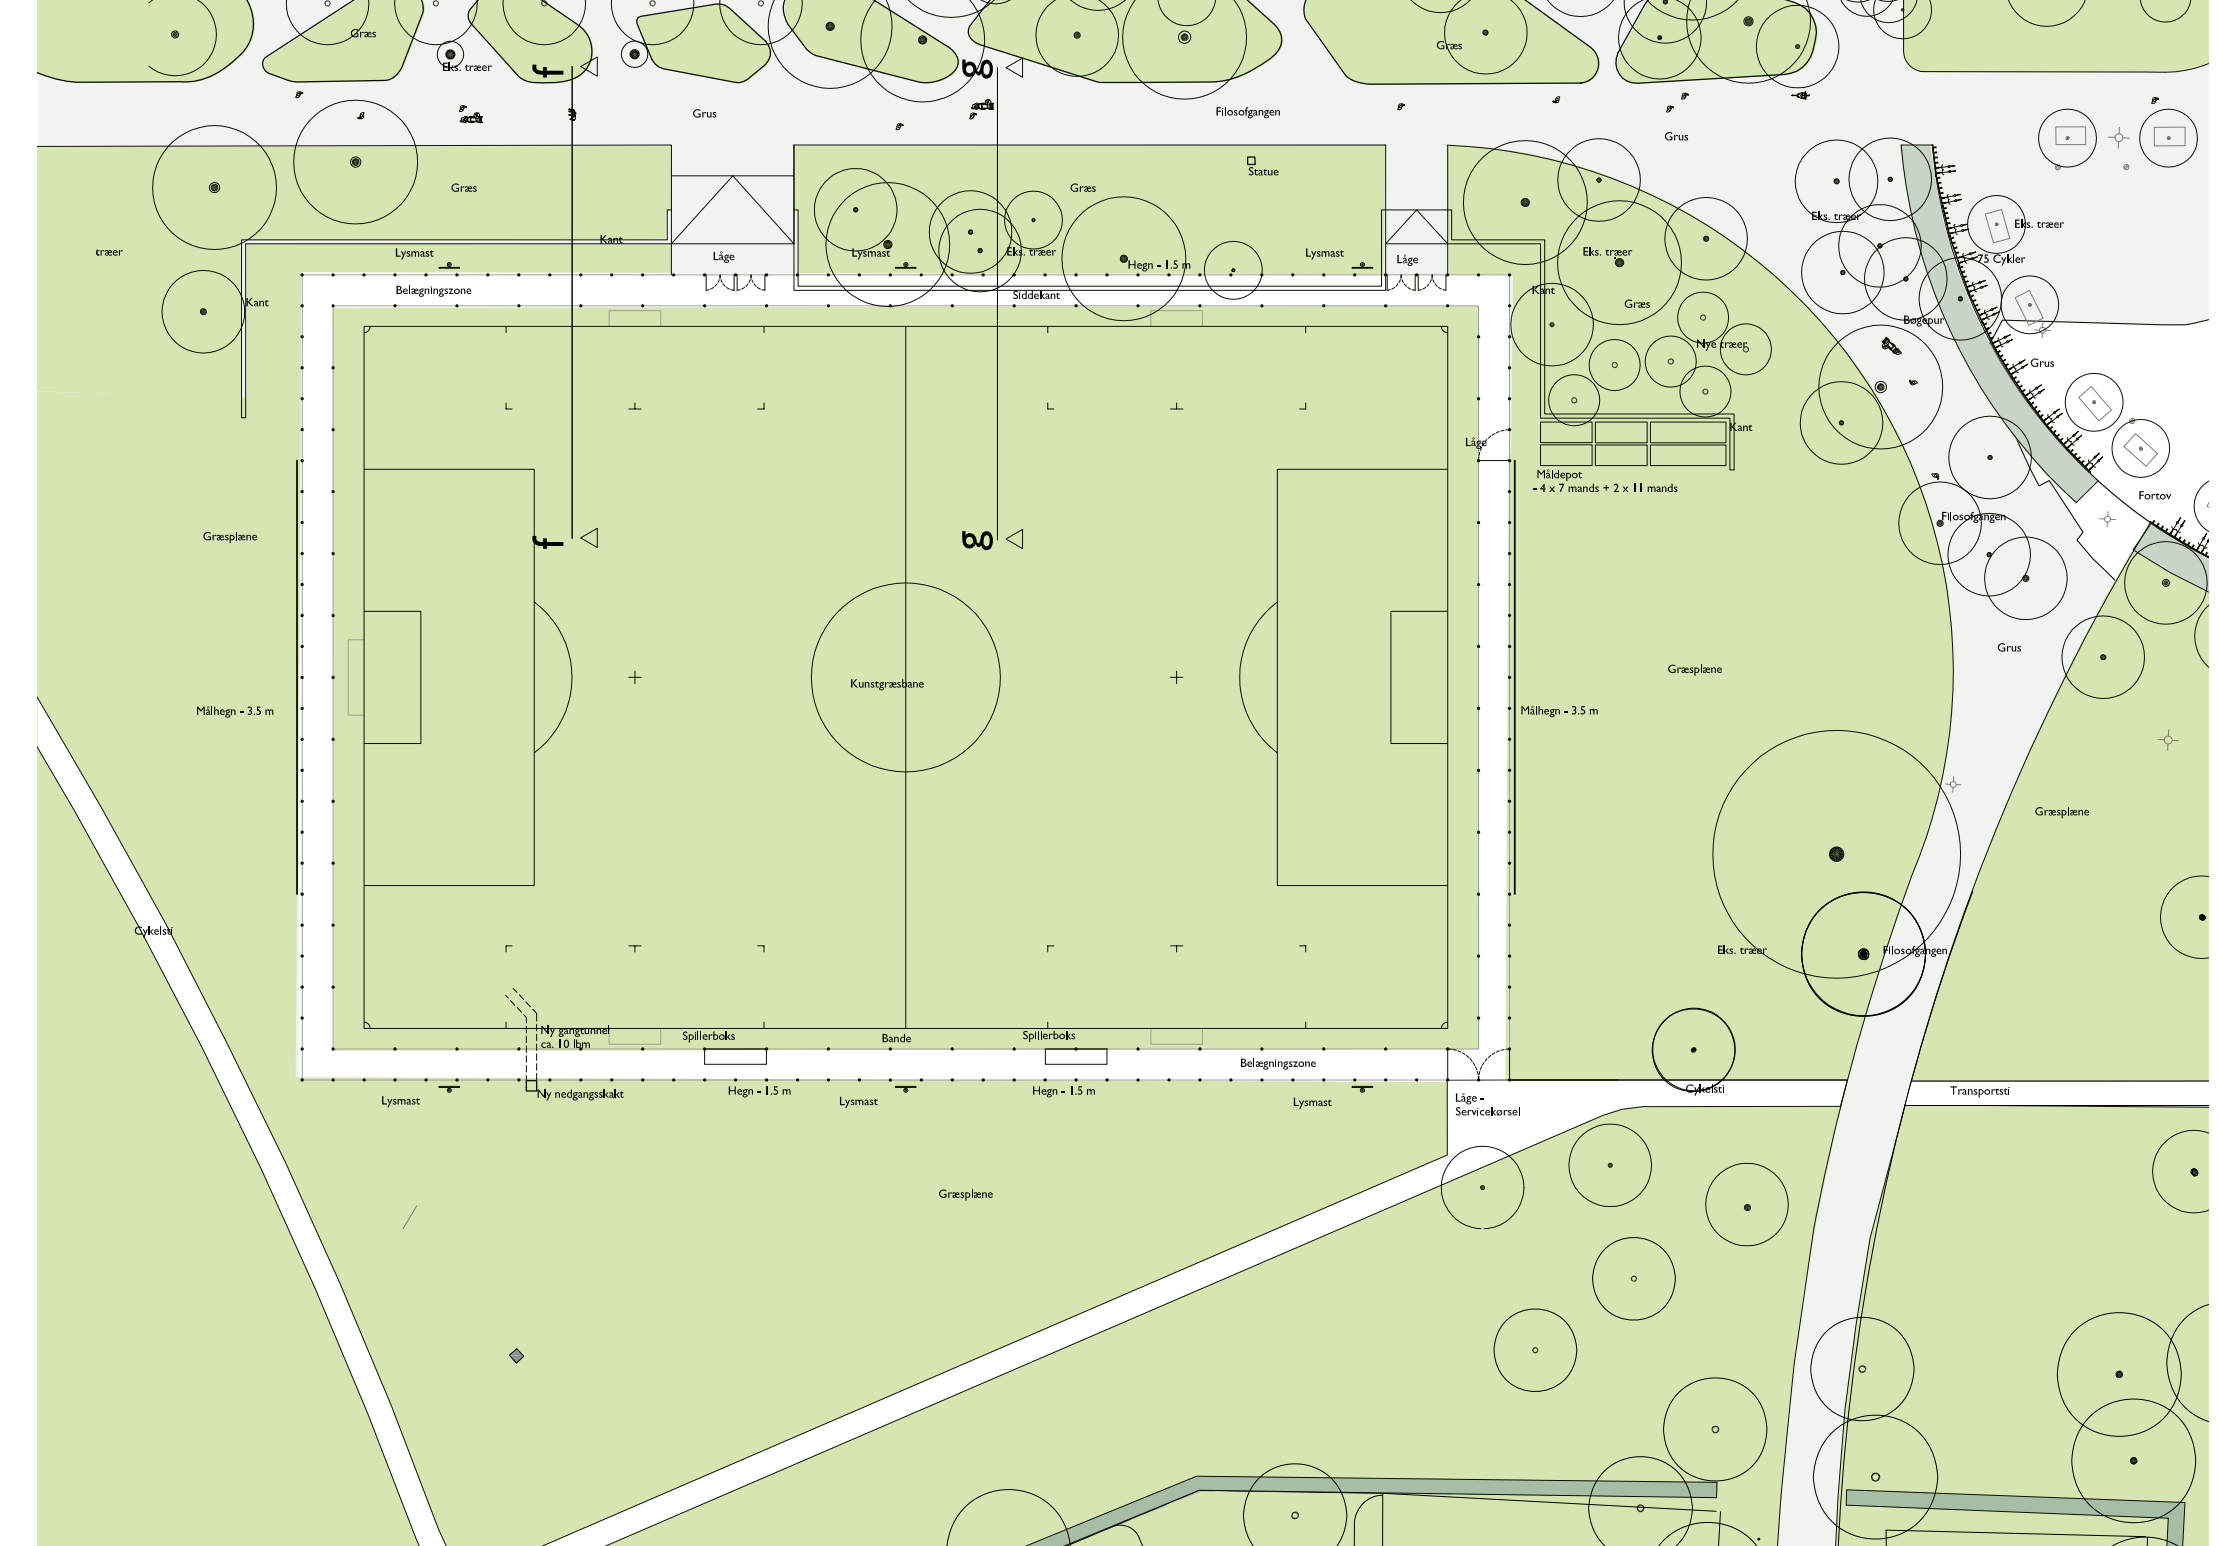 Græs
Eks. træer
f
g
Græs
Grus
Filosofgangen
Grus
Statue
Græs
Græs
træer
Kant
Lysmast
Låge
Lysmast
Eks. træer
Hegn - 1.5 m
Lysmast
Låge
Eks. træer
Eks. træer
Eks. træer
75 Cykler
Kant
Belægningszone
Siddekant
Kant
Græs
Bøgepur
Nye træer
Grus
Kant
Låge
Måldepot
- 4 x 7 mands + 2 x 11 mands
Fortov
Filosofgangen
Græsplæne
f
g
Grus
Græsplæne
Kunstgræsbane
Målhegn - 3.5 m
Målhegn - 3.5 m
Græsplæne
Cykelsti
Eks. træer
Filosofgangen
Ny gangtunnel
ca. 10 lbm
Spillerboks
Bande
Spillerboks
Belægningszone
Ny nedgangsskakt
Hegn - 1.5 m
Hegn - 1.5 m
Lysmast
Lysmast
Lysmast
Låge -
Servicekørsel
Cykelsti
Transportsti
Græsplæne